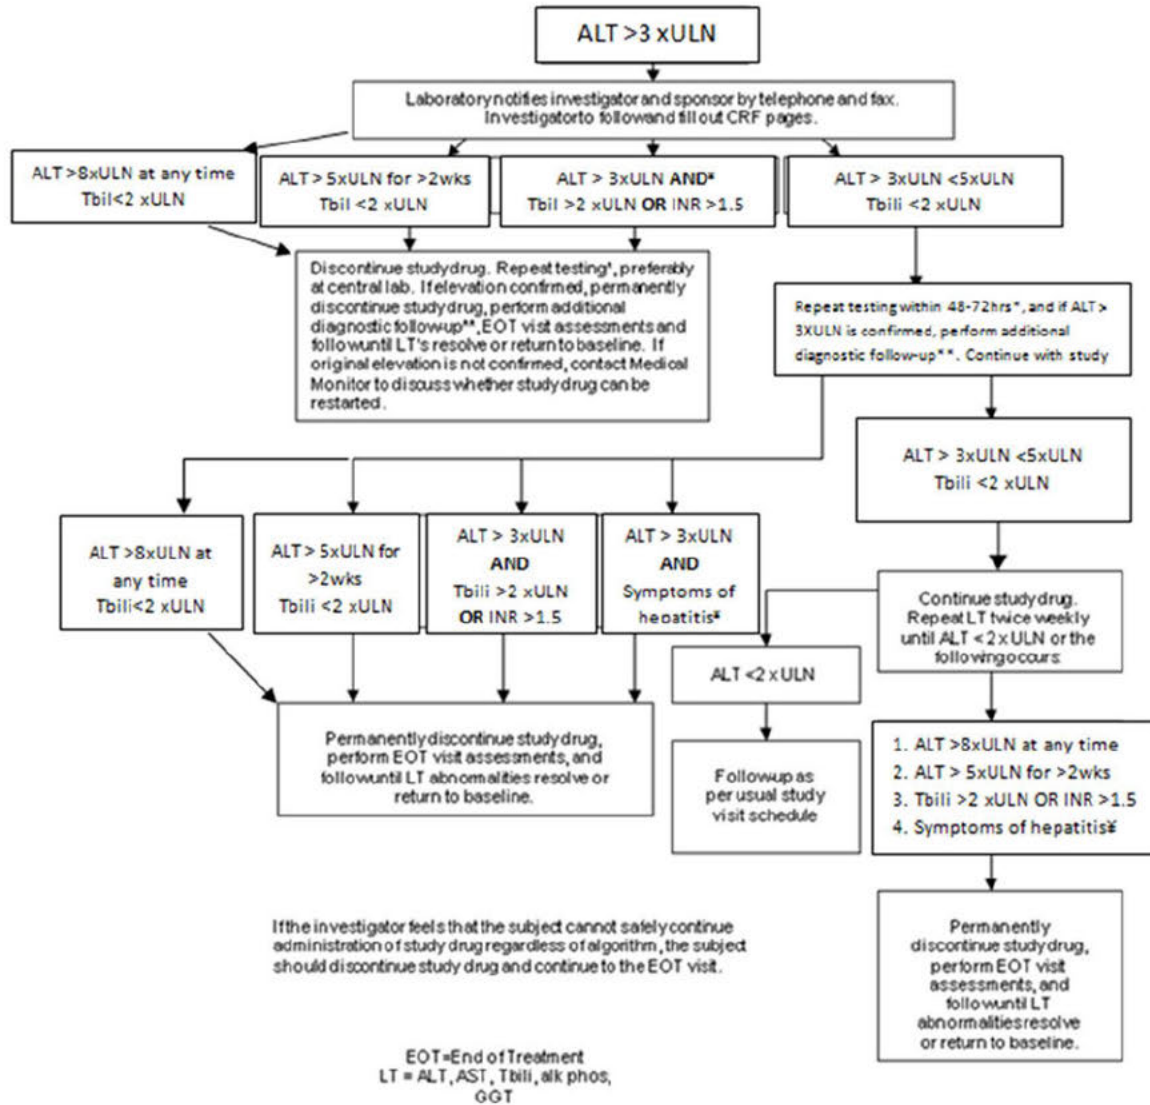 ALT >3 xULN
Laboratory notifies investigator and sponsor by telephone and fax.
Investigator to follow and fill out CRF pages.
ALT >8xULN at any time
Tbil<2 xULN
ALT > 5xULN for >2wks
Tbil <2 xULN
ALT > 3xULN AND¥
Tbil >2 xULN OR INR >1.5
ALT > 3xULN <5xULN
Tbili <2 xULN
Discontinue study drug. Repeat testing*, preferably
at central lab. If elevation confirmed, permanently
discontinue study drug, perform additional
diagnostic follow-up**, EOT visit assessments and
follow until LT's resolve or return to baseline. If
original elevation is not confirmed, contact Medical
Monitor to discuss whether study drug can be
restarted.
Repeat testing within 48-72hrs*, and if ALT >
3XULN is confirmed, perform additional
diagnostic follow-up**. Continue with study
ALT > 3xULN <5xULN
Tbili <2 xULN
ALT >8xULN at
any time
Tbili<2 xULN
ALT > 5xULN for
>2wks
Tbili <2 xULN
ALT > 3xULN
AND
Tbili >2 xULN
OR INR >1.5
ALT > 3xULN
AND
Symptoms of
hepatitis¥
Continue study drug.
Repeat LT twice weekly
until ALT <2 x ULN or the
following occurs
ALT <2 x ULN
Permanently discontinue study drug,
perform EOT visit assessments, and
follow until LT abnormalities resolve or
return to baseline.
Follow-up as
per usual study
visit schedule
1. ALT >8xULN at any time
2. ALT > 5xULN for >2wks
3. Tbili >2 xULN OR INR >1.5
4. Symptoms of hepatitis¥
Permanently
discontinue study drug,
perform EOT visit
assessments, and
follow until LT
abnormalities resolve
or return to baseline.
If the investigator feels that the subject cannot safely continue
administration of study drug regardless of algorithm, the subject
should discontinue study drug and continue to the EOT visit.
EOT=End of Treatment
LT = ALT, AST, Tbili, alk phos,
GGT